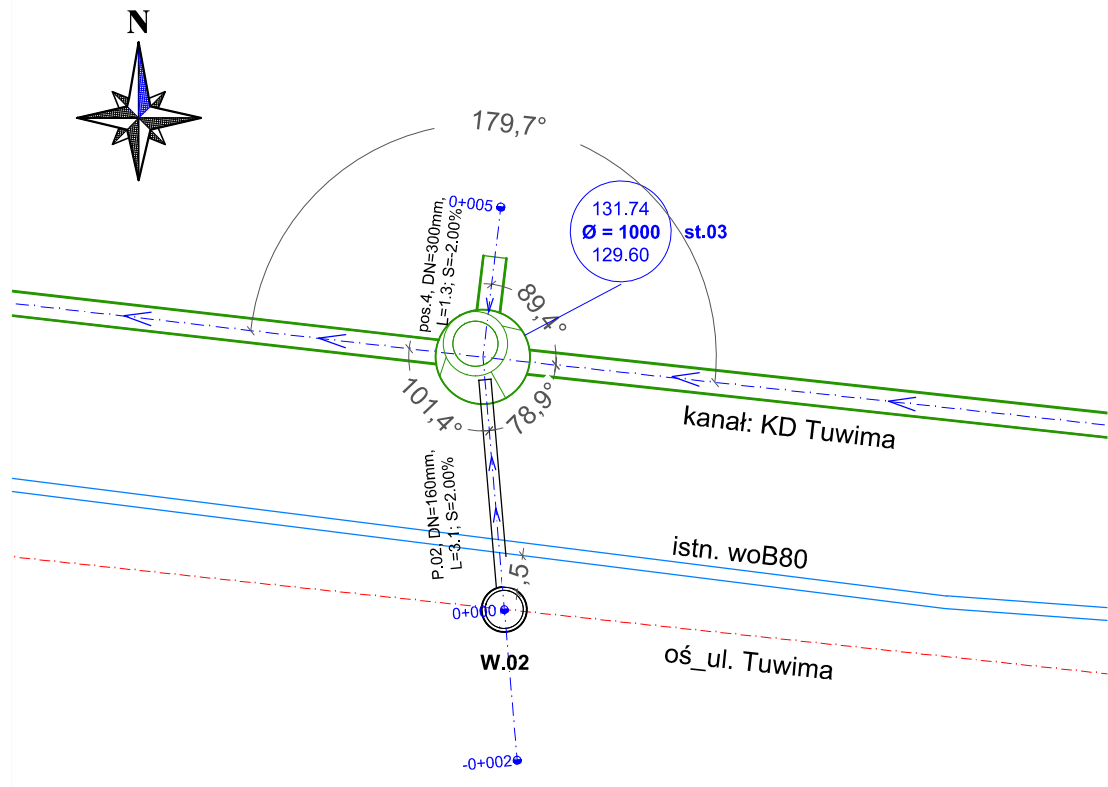 N
179,7°
0+005
131.74
Ø = 1000
129.60
st.03
pos.4, DN=300mm,
L=1.3; S=-2.00%
89,4°
101,4°
78,9°
kanał: KD Tuwima
P.02, DN=160mm,
L=3.1; S=2.00%
istn. woB80
,5
0+000
W.02
oś_ul. Tuwima
-0+002